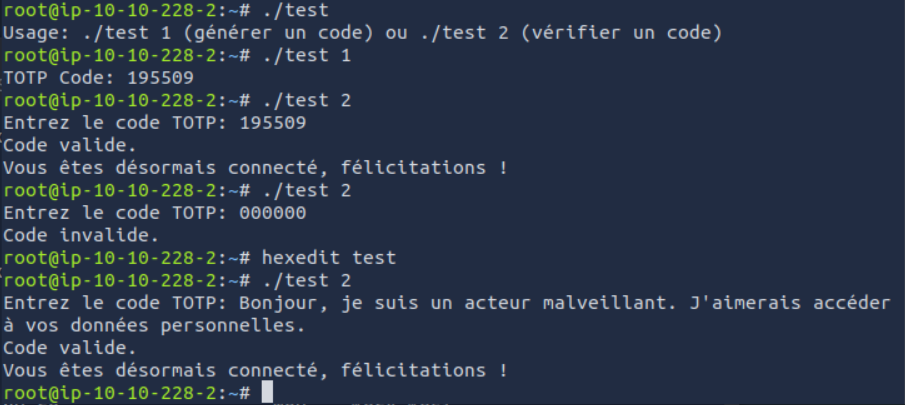 root@ip-10-10-228-2:~# ./test
Usage: ./test 1 (générer un code) ou ./test 2 (vérifier un code)
root@ip-10-10-228-2:~# ./test 1
TOTP Code: 195509
root@ip-10-10-228-2:~# ./test 2
Entrez le code TOTP: 195509
Code valide.
Vous êtes désormais connecté, félicitations !
root@ip-10-10-228-2:~# ./test 2
Entrez le code TOTP: 000000
Code invalide.
root@ip-10-10-228-2:~# hexedit test
root@ip-10-10-228-2:~# ./test 2
Entrez le code TOTP: Bonjour, je suis un acteur malveillant. J'aimerais accéder
à vos données personnelles.
Code valide.
Vous êtes désormais connecté, félicitations !
root@ip-10-10-228-2:~#